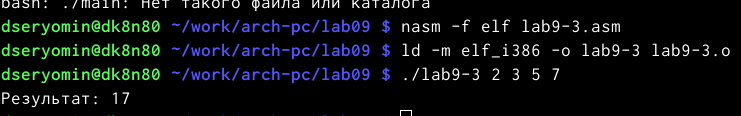 bash: ./main: Нет такого файла или каталога
dseryomin@dk8n80 ~/work/arch-pc/lab09 $ nasm -f elf lab9-3.asm
dseryomin@dk8n80 ~/work/arch-pc/lab09 $ ld -m elf_i386 -o lab9-3 lab9-3.o
dseryomin@dk8n80 ~/work/arch-pc/lab09 $ ./lab9-3 2 3 5 7
Результат: 17